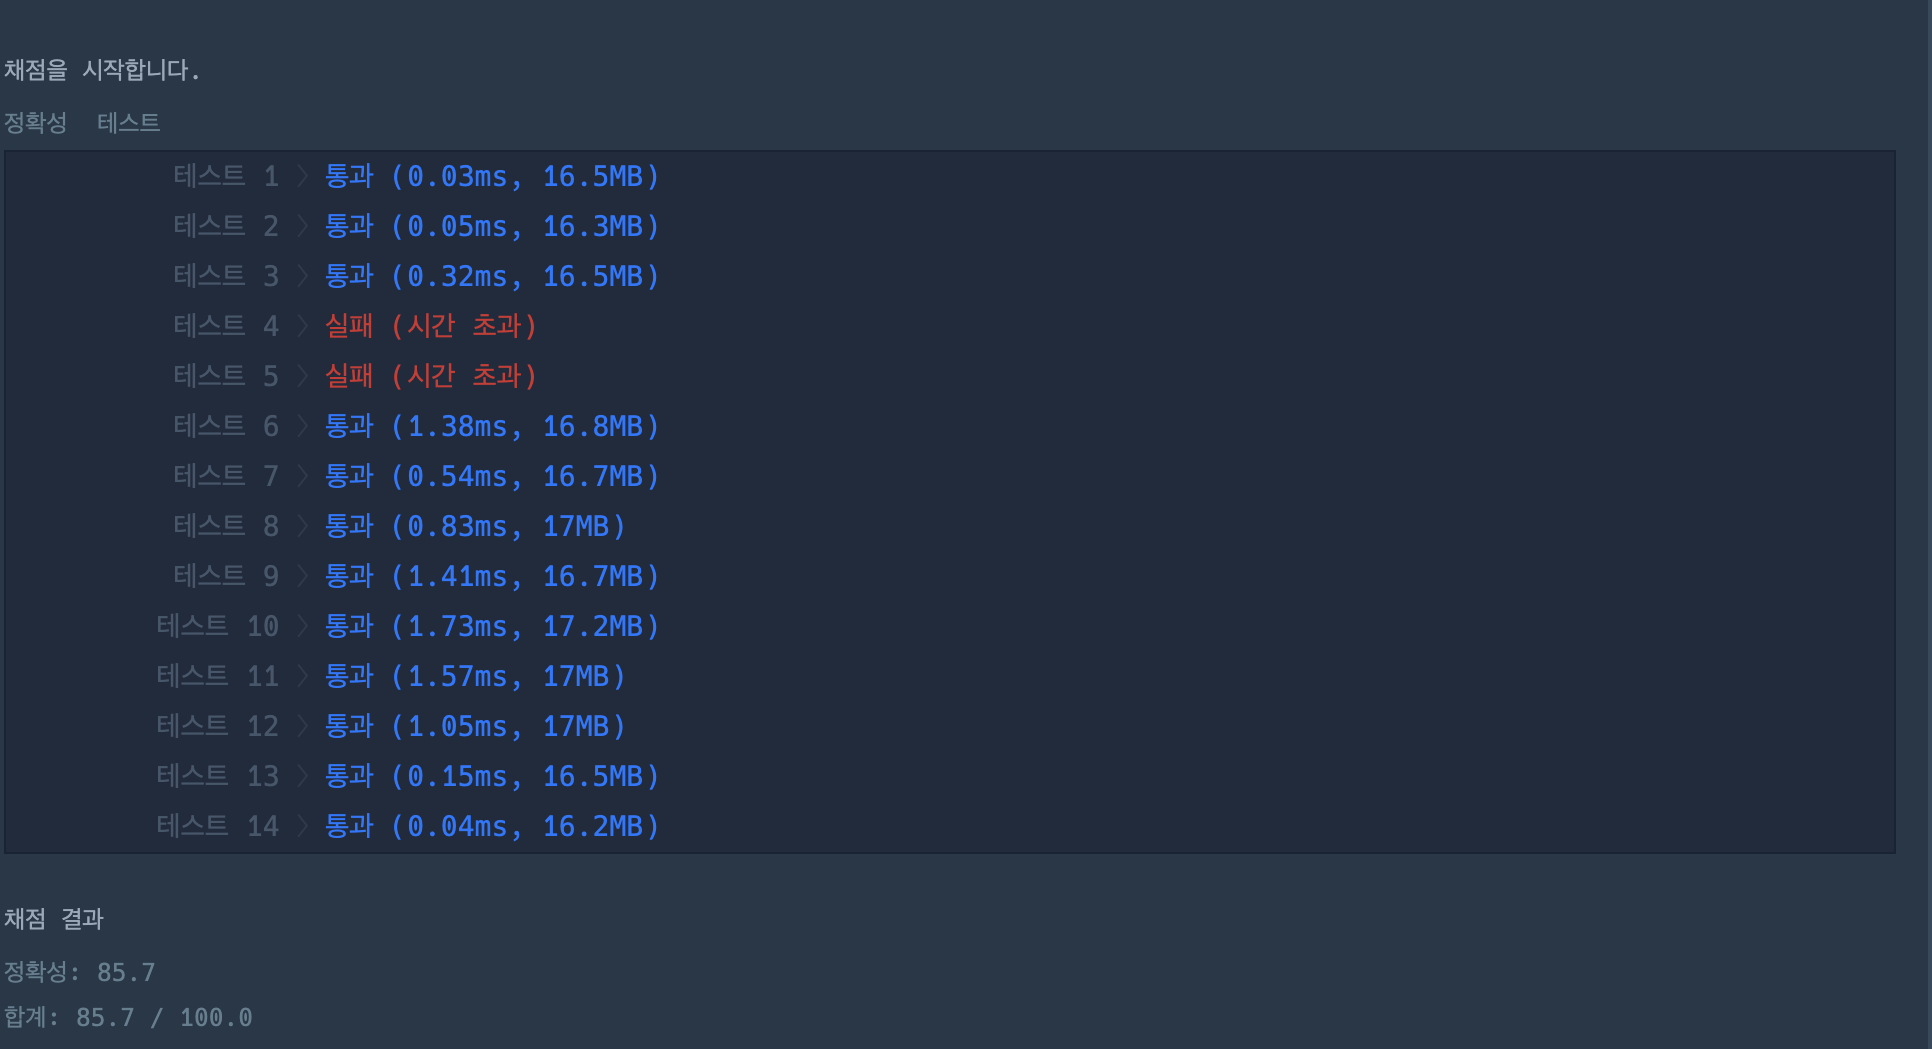 채점을 시작합니다.
정확성 테스트
테스트 1 〉 통과 (0.03ms, 16.5MB)
테스트 2 〉 통과 (0.05ms, 16.3MB)
테스트 3 〉 통과 (0.32ms, 16.5MB)
테스트 4 〉 실패 (시간 초과)
테스트 5 〉 실패 (시간 초과)
테스트 6 〉 통과 (1.38ms, 16.8MB)
테스트 7 〉 통과 (0.54ms, 16.7MB)
테스트 8 〉 통과 (0.83ms, 17MB)
테스트 9 〉 통과 (1.41ms, 16.7MB)
테스트 10 〉 통과 (1.73ms, 17.2MB)
테스트 11 〉 통과 (1.57ms, 17MB)
테스트 12 〉 통과 (1.05ms, 17MB)
테스트 13 〉 통과 (0.15ms, 16.5MB)
테스트 14 〉 통과 (0.04ms, 16.2MB)
채점 결과
정확성: 85.7
합계: 85.7 / 100.0